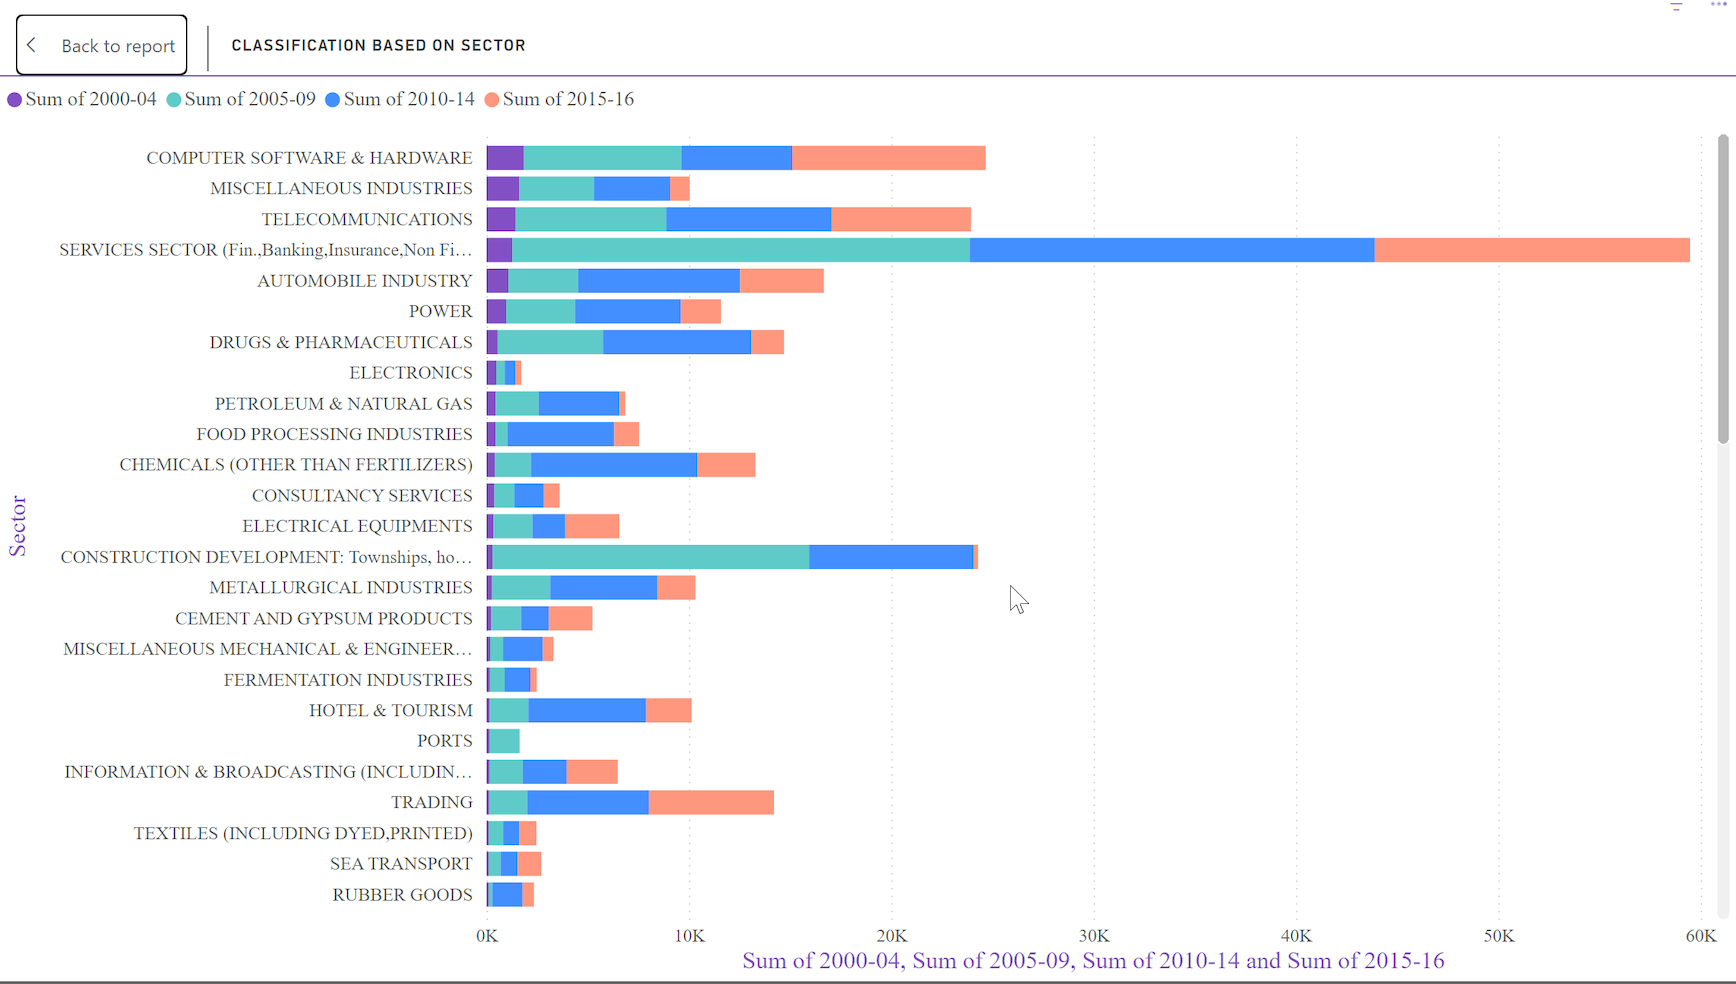 Back to report
CLASSIFICATION BASED ON SECTOR
Sum of 2000-04 Sum of 2005-09 Sum of 2010-14 Sum of 2015-16
COMPUTER SOFTWARE & HARDWARE
MISCELLANEOUS INDUSTRIES
TELECOMMUNICATIONS
SERVICES SECTOR (Fin.,Banking,Insurance,Non Fi…
AUTOMOBILE INDUSTRY
POWER
DRUGS & PHARMACEUTICALS
ELECTRONICS
PETROLEUM & NATURAL GAS
FOOD PROCESSING INDUSTRIES
CHEMICALS (OTHER THAN FERTILIZERS)
CONSULTANCY SERVICES
ELECTRICAL EQUIPMENTS
CONSTRUCTION DEVELOPMENT: Townships, ho…
METALLURGICAL INDUSTRIES
CEMENT AND GYPSUM PRODUCTS
MISCELLANEOUS MECHANICAL & ENGINEER…
FERMENTATION INDUSTRIES
HOTEL & TOURISM
PORTS
INFORMATION & BROADCASTING (INCLUDIN…
TRADING
TEXTILES (INCLUDING DYED,PRINTED)
SEA TRANSPORT
RUBBER GOODS
Sector
0K 10K 20K 30K 40K 50K 60K
Sum of 2000-04, Sum of 2005-09, Sum of 2010-14 and Sum of 2015-16